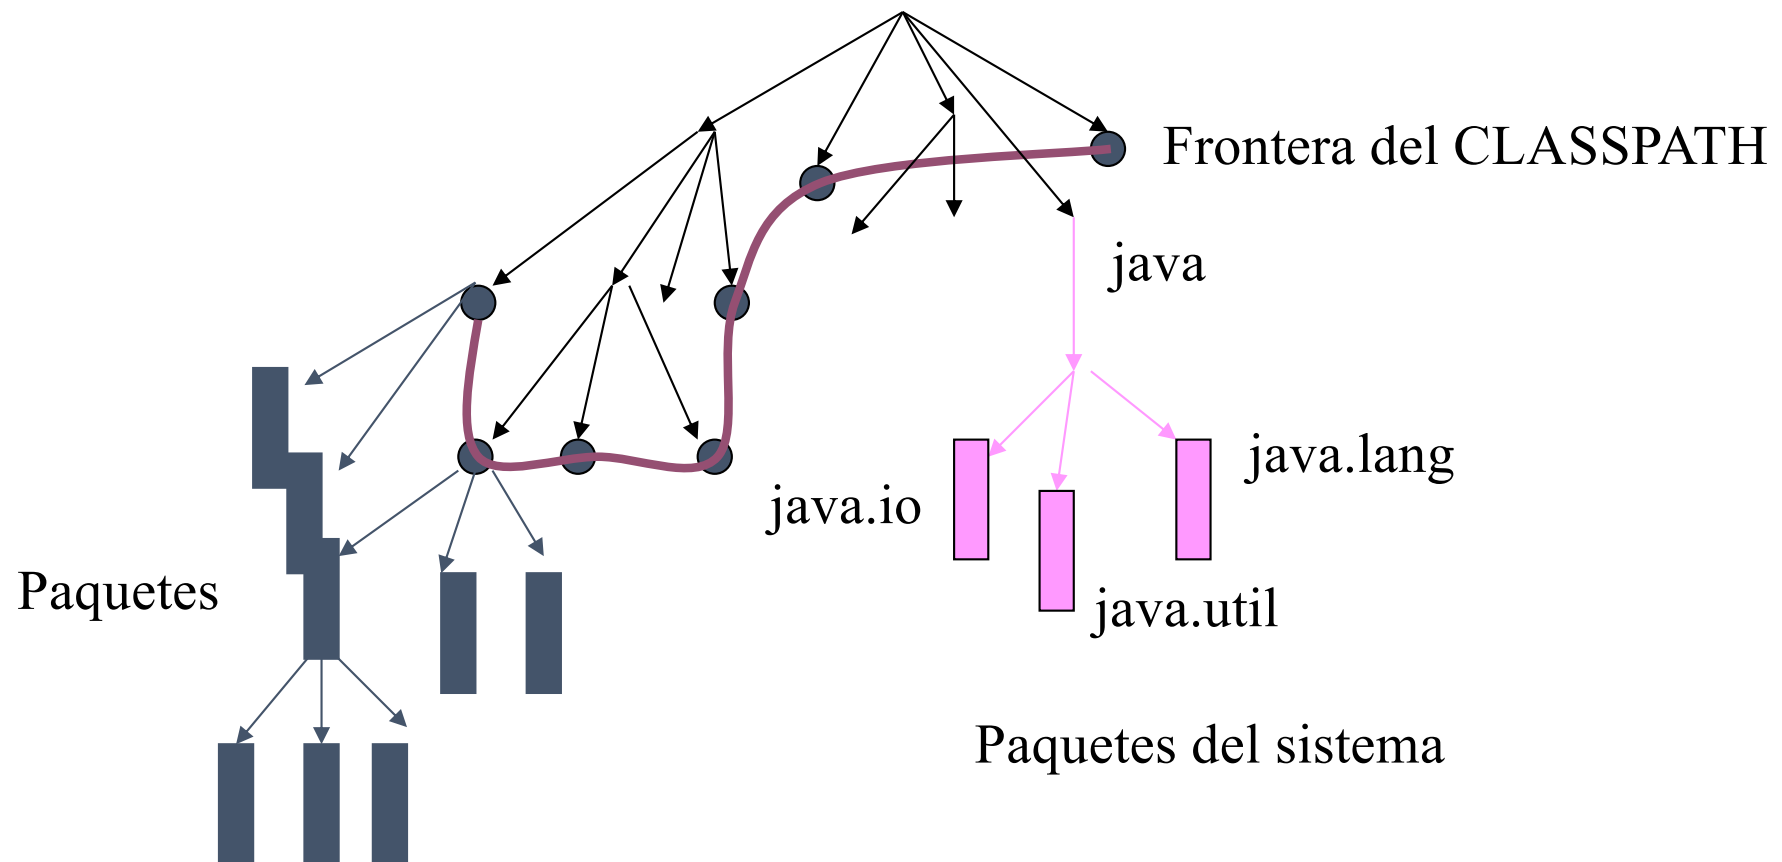 Frontera del CLASSPATH
java
java.lang
java.io
Paquetes
java.util
Paquetes del sistema